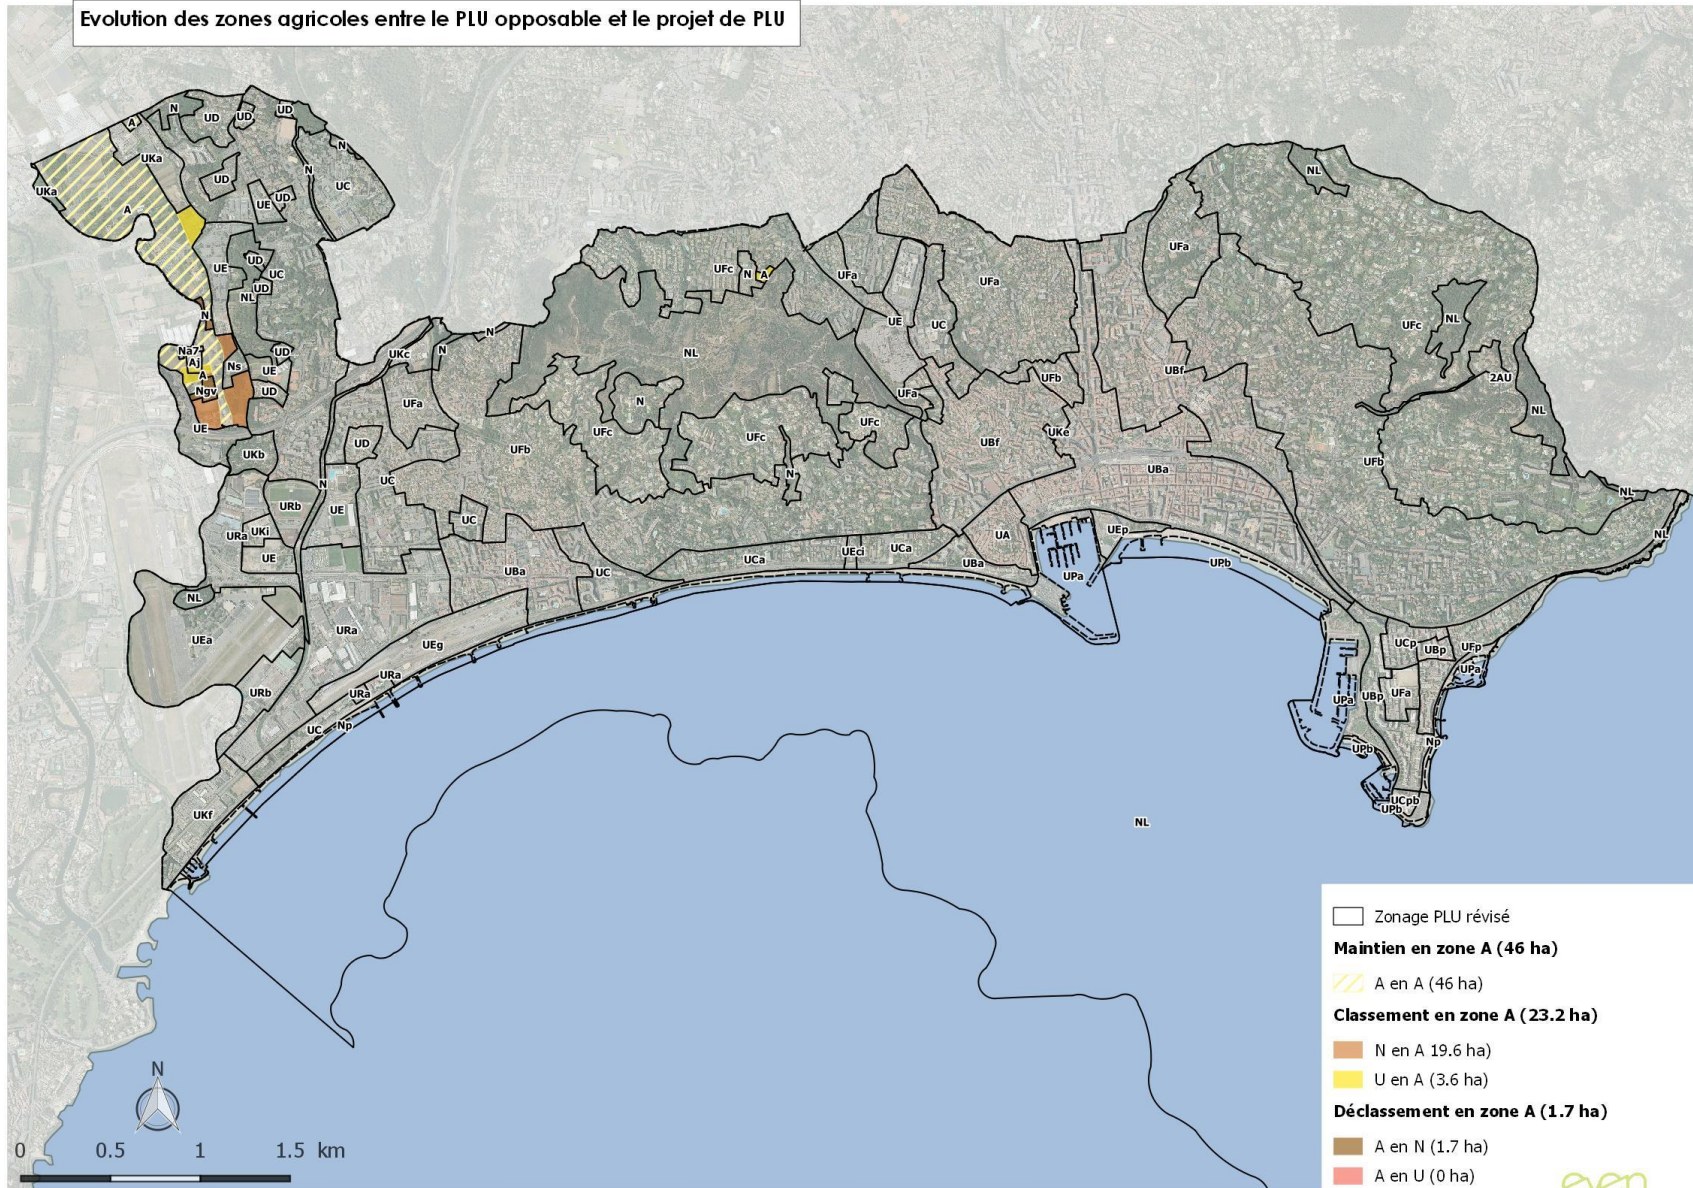 Evolution des zones agricoles entre le PLU opposable et le projet de PLU
N
UD
UD
UD
A
N
UKa
N
UD
UC
UKa
UE
UD
A
UE
UD
UC
UD
NL
UFc
N
A
UFa
UFa
UFa
NL
N
UE
UC
UFc
NL
Na7
Aj
A
Ns
Ngv
UD
UE
UD
UKc
N
N
NL
UFb
UBf
2AU
UE
UFa
N
UFa
NL
UFc
UFc
UFc
UKe
UBf
UKb
UD
UFb
UBa
UFb
N
UC
N
NL
URb
UE
UC
URa
UKi
UE
UA
UEp
NL
UCa
UEci
UCa
UBa
UPb
UBa
UC
UPa
NL
UEa
URa
UEg
UCp
UBp
UFp
UPa
URa
URa
URb
UBp
UFa
UPa
UC
Np
Np
UPb
UKf
UCpb
UPb
NL
Zonage PLU révisé
Maintien en zone A (46 ha)
A en A (46 ha)
Classement en zone A (23.2 ha)
N en A 19.6 ha)
U en A (3.6 ha)
Déclassement en zone A (1.7 ha)
A en N (1.7 ha)
A en U (0 ha)
N
0 0.5 1 1.5 km
even